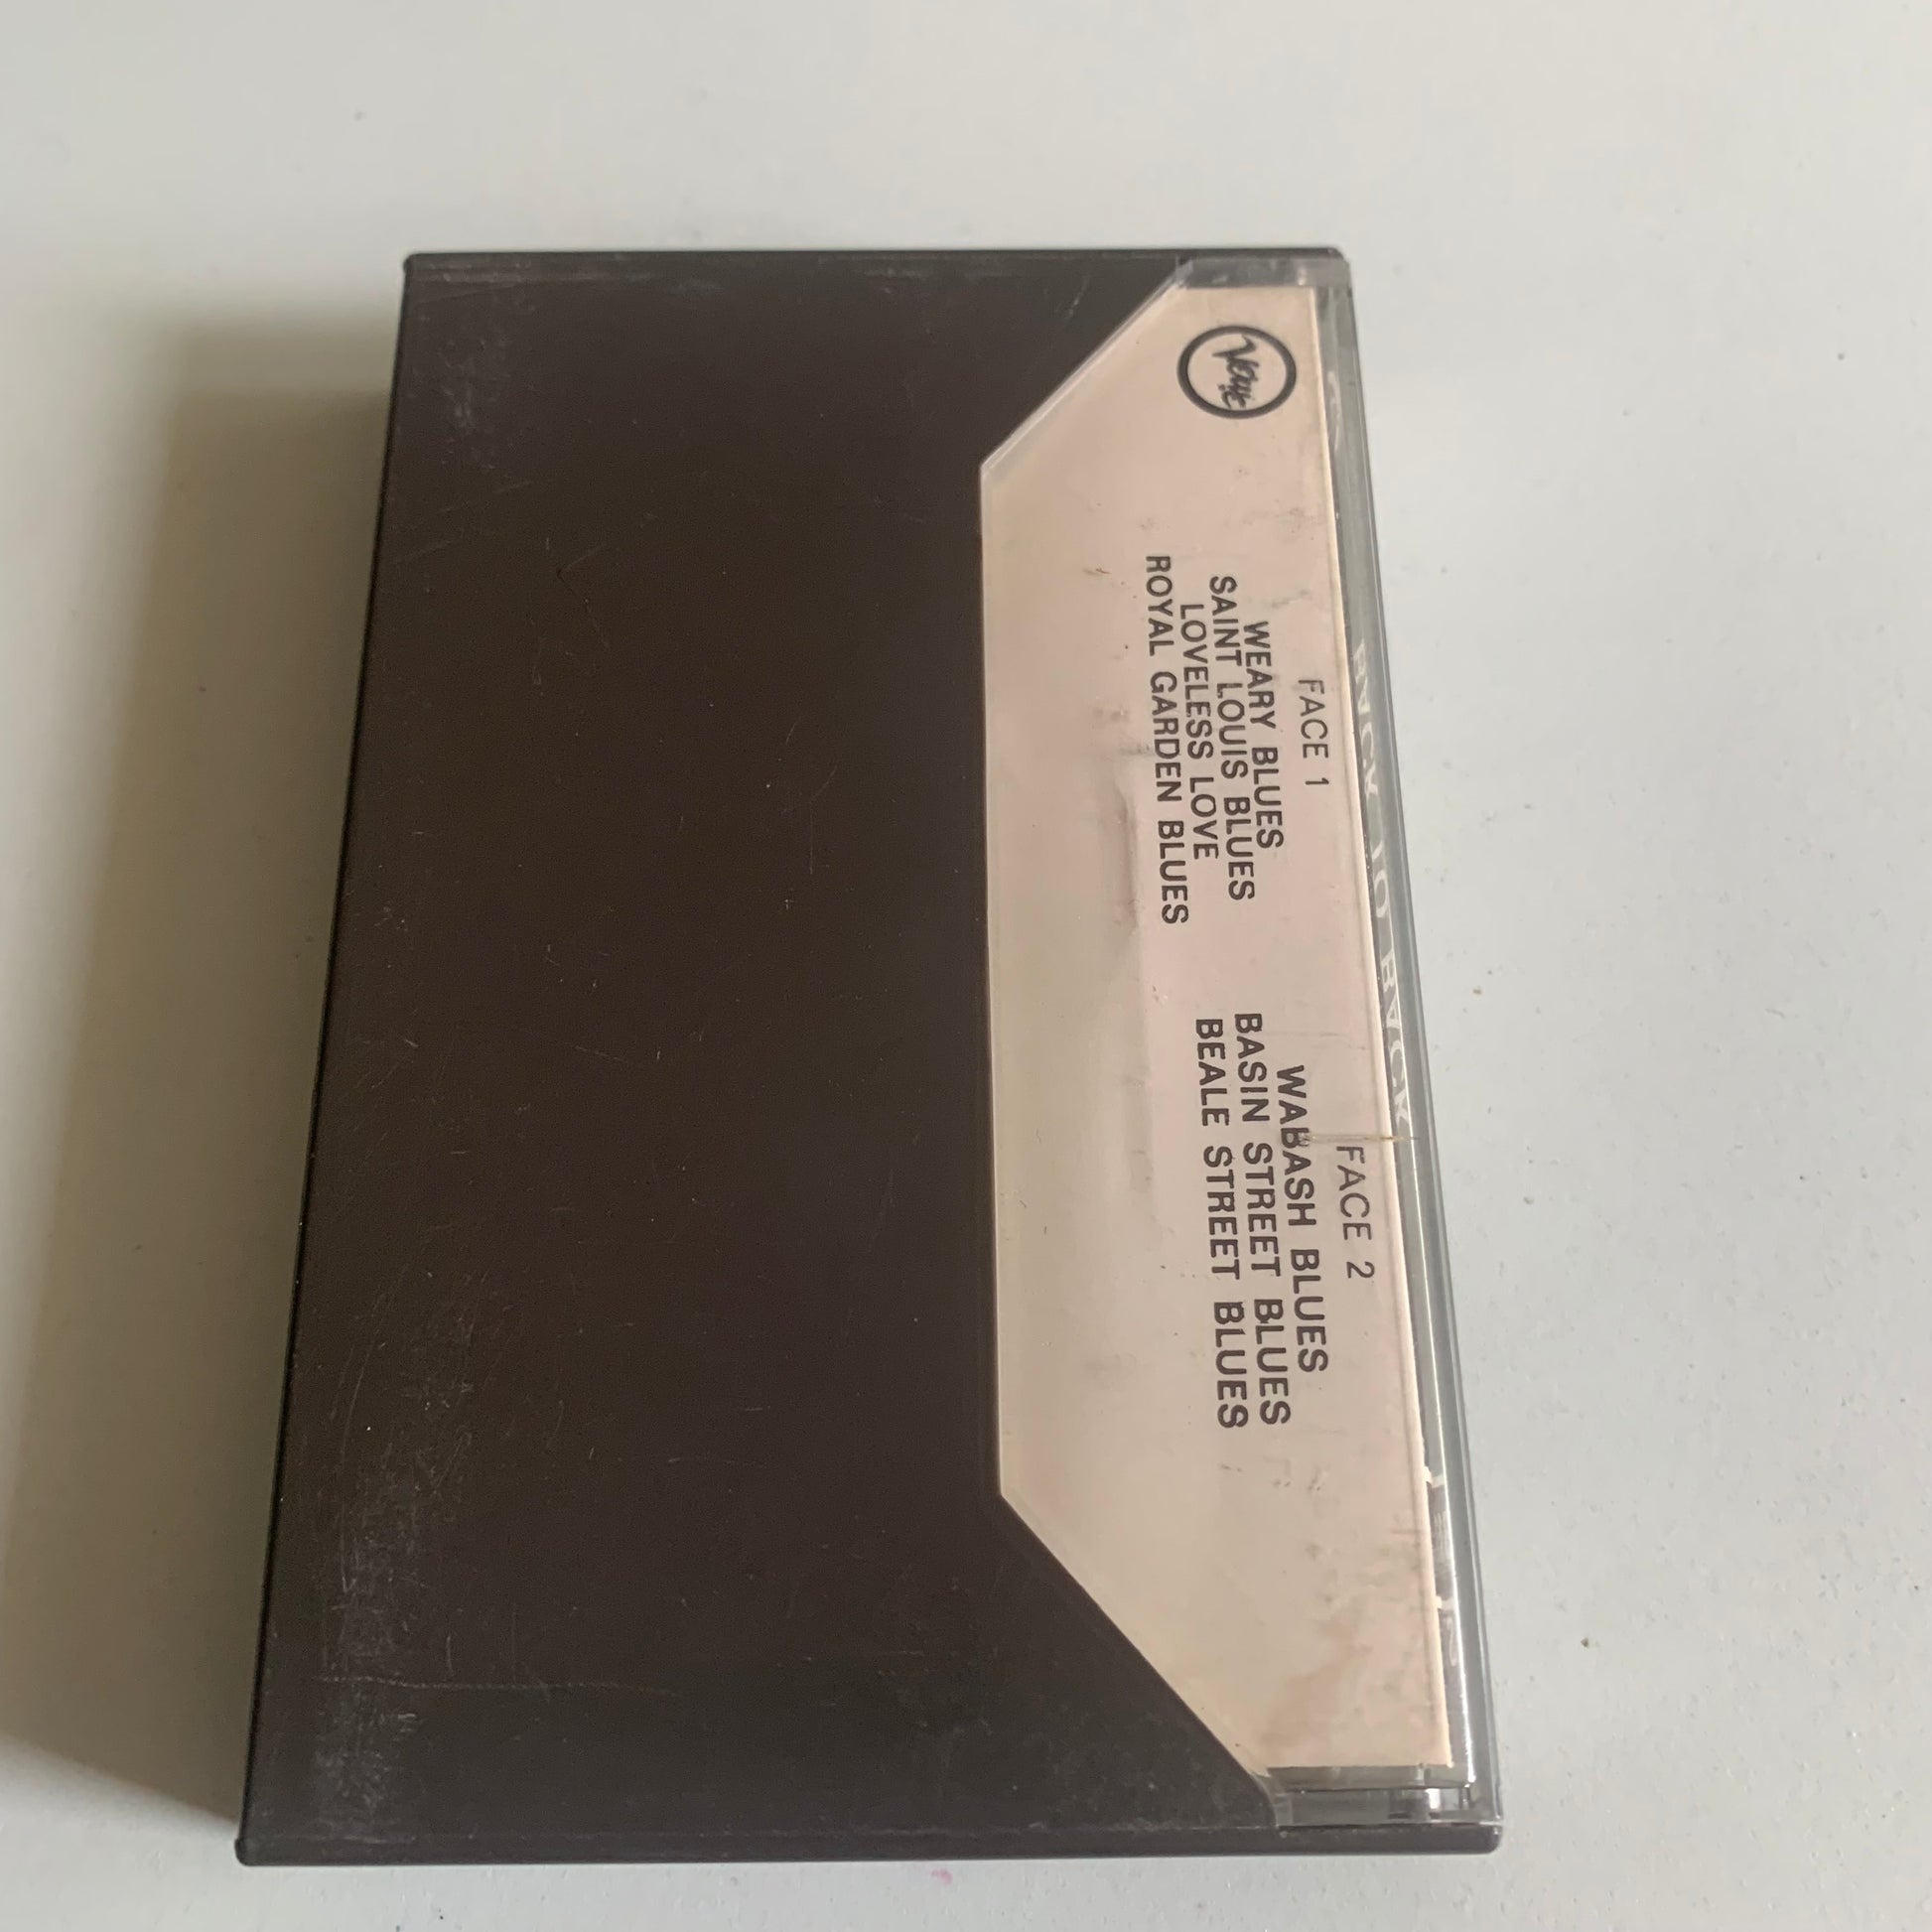 Verve
FACE 1
WEARY BLUES
SAINT LOUIS BLUES
LOVELESS LOVE
ROYAL GARDEN BLUES
FACE 2
WABASH BLUES
BASIN STREET BLUES
BEALE STREET BLUES
BACK TO BACK